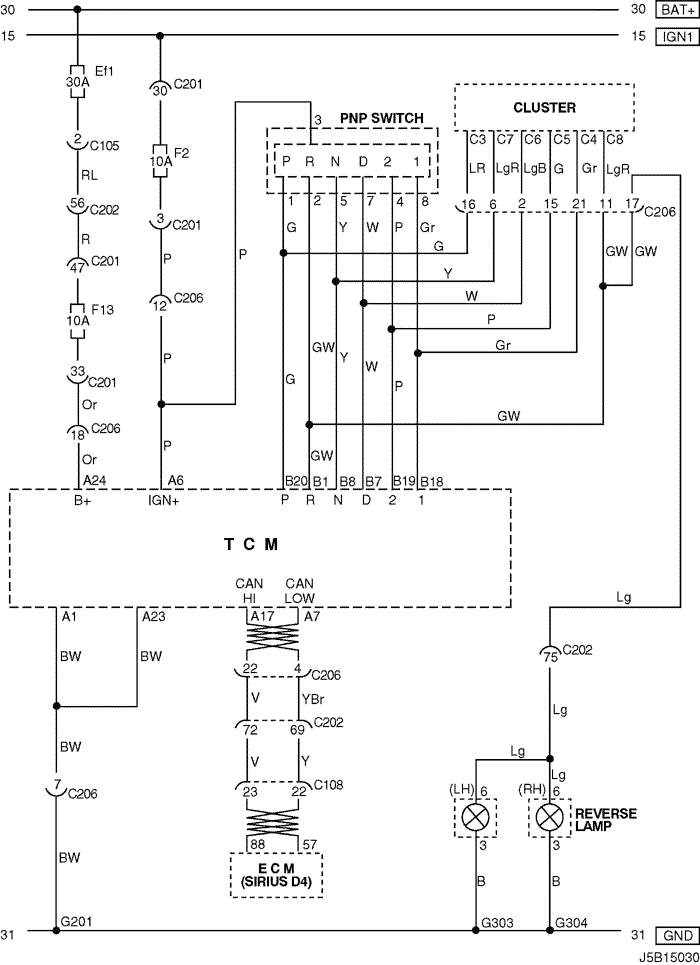 30 30 BAT+
15 15 IGN1
Ef1
30A
C201
30
CLUSTER
3 PNP SWITCH
2 C105
F2
10A
P R N D 2 1
C3 C7 C6 C5 C4 C8
RL
LR LgR LgB G Gr LgR
1 2 5 7 4 8
16 6 2 15 21 11 17 C206
56 C202
3 C201
R
G Y W P Gr
G
GW GW
47 C201
P
P
Y
12 C206
W
F13
10A
P
GW Y
Gr
33 C201
P
G
W
P
Or
GW
18 C206
P
GW
Or
A24 A6 B20 B1 B8 B7 B19 B18
B+ IGN+ P R N D 2 1
TCM
CAN HI
CAN LOW
Lg
A1 A23 A17 A7
BW BW
75 C202
22 4 C206
V YBr
Lg
72 69 C202
BW
V Y
Lg
Lg
7 C206
23 22 C108
(LH) 6 (RH) 6
REVERSE
LAMP
88 57
3 3
BW
ECM
(SIRIUS D4)
B B
G201 G303 G304
31 31 GND
J5B15030